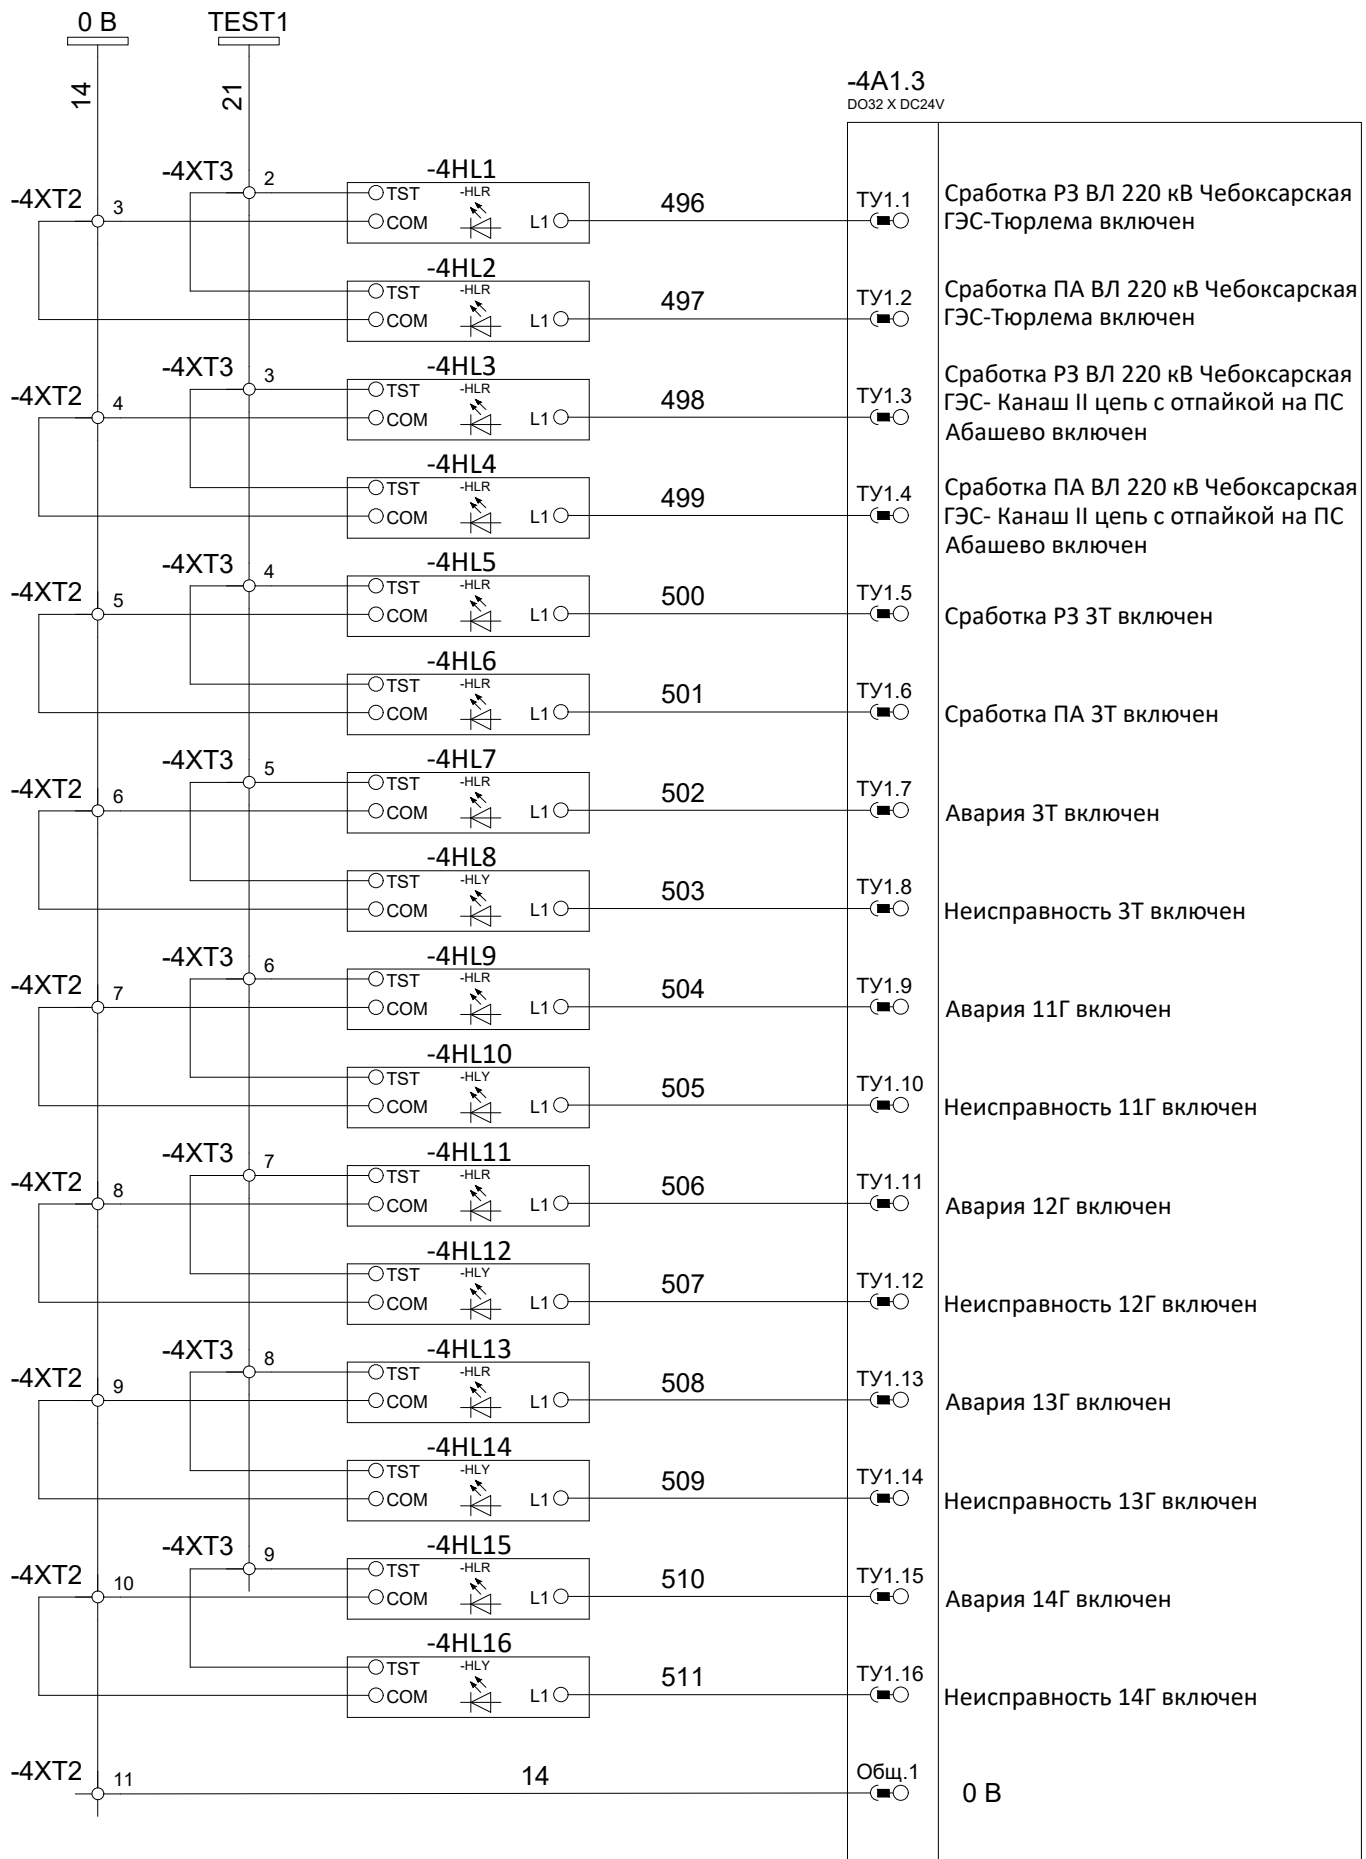 0 В
TEST1
14
21
-4A1.3
DO32 X DC24V
-4XT3
2
-4HL1
-4XT2
3
TST
-HLR
COM
L1
496
ТУ1.1
Сработка РЗ ВЛ 220 кВ Чебоксарская
ГЭС-Тюрлема включен
-4HL2
TST
-HLR
COM
L1
497
ТУ1.2
Сработка ПА ВЛ 220 кВ Чебоксарская
ГЭС-Тюрлема включен
-4XT3
3
-4HL3
-4XT2
4
TST
-HLR
COM
L1
498
ТУ1.3
Сработка РЗ ВЛ 220 кВ Чебоксарская
ГЭС- Канаш II цепь с отпайкой на ПС
Абашево включен
-4HL4
TST
-HLR
COM
L1
499
ТУ1.4
Сработка ПА ВЛ 220 кВ Чебоксарская
ГЭС- Канаш II цепь с отпайкой на ПС
Абашево включен
-4XT3
4
-4HL5
-4XT2
5
TST
-HLR
COM
L1
500
ТУ1.5
Сработка РЗ 3Т включен
-4HL6
TST
-HLR
COM
L1
501
ТУ1.6
Сработка ПА 3Т включен
-4XT3
5
-4HL7
-4XT2
6
TST
-HLR
COM
L1
502
ТУ1.7
Авария 3Т включен
-4HL8
TST
-HLY
COM
L1
503
ТУ1.8
Неисправность 3Т включен
-4XT3
6
-4HL9
-4XT2
7
TST
-HLR
COM
L1
504
ТУ1.9
Авария 11Г включен
-4HL10
TST
-HLY
COM
L1
505
ТУ1.10
Неисправность 11Г включен
-4XT3
7
-4HL11
-4XT2
8
TST
-HLR
COM
L1
506
ТУ1.11
Авария 12Г включен
-4HL12
TST
-HLY
COM
L1
507
ТУ1.12
Неисправность 12Г включен
-4XT3
8
-4HL13
-4XT2
9
TST
-HLR
COM
L1
508
ТУ1.13
Авария 13Г включен
-4HL14
TST
-HLY
COM
L1
509
ТУ1.14
Неисправность 13Г включен
-4XT3
9
-4HL15
-4XT2
10
TST
-HLR
COM
L1
510
ТУ1.15
Авария 14Г включен
-4HL16
TST
-HLY
COM
L1
511
ТУ1.16
Неисправность 14Г включен
-4XT2
11
14
Общ.1
0 В